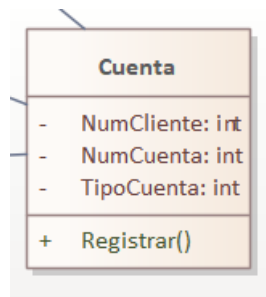 Cuenta
- NumCliente: int
- NumCuenta: int
- TipoCuenta: int
+ Registrar()